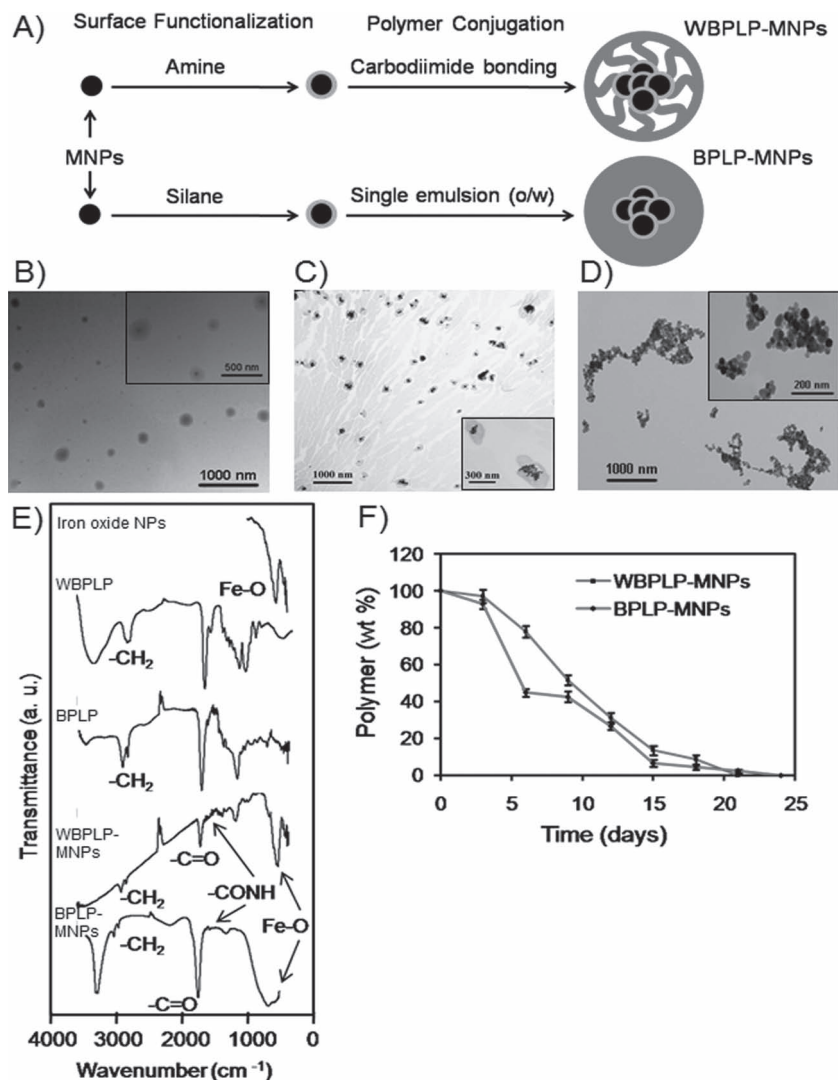 A)
Surface Functionalization
Polymer Conjugation
WBPLP-MNPs
Amine
Carbodiimide bonding
MNPs
BPLP-MNPs
Silane
Single emulsion (o/w)
B)
500 nm
1000 nm
C)
1000 nm
300 nm
D)
200 nm
1000 nm
E)
Iron oxide NPs
Fe-O
WBPLP
-CH2
BPLP
-CH2
WBPLP-
MNPs
-C=O
-CH2
-CONH
Fe-O
BPLP-
MNPs
-CH2
-C=O
Transmittance (a. u.)
4000 3000 2000 1000 0
Wavenumber (cm -1)
F)
120
100
80
60
40
20
0
WBPLP-MNPs
BPLP-MNPs
Polymer (wt %)
0 5 10 15 20 25
Time (days)